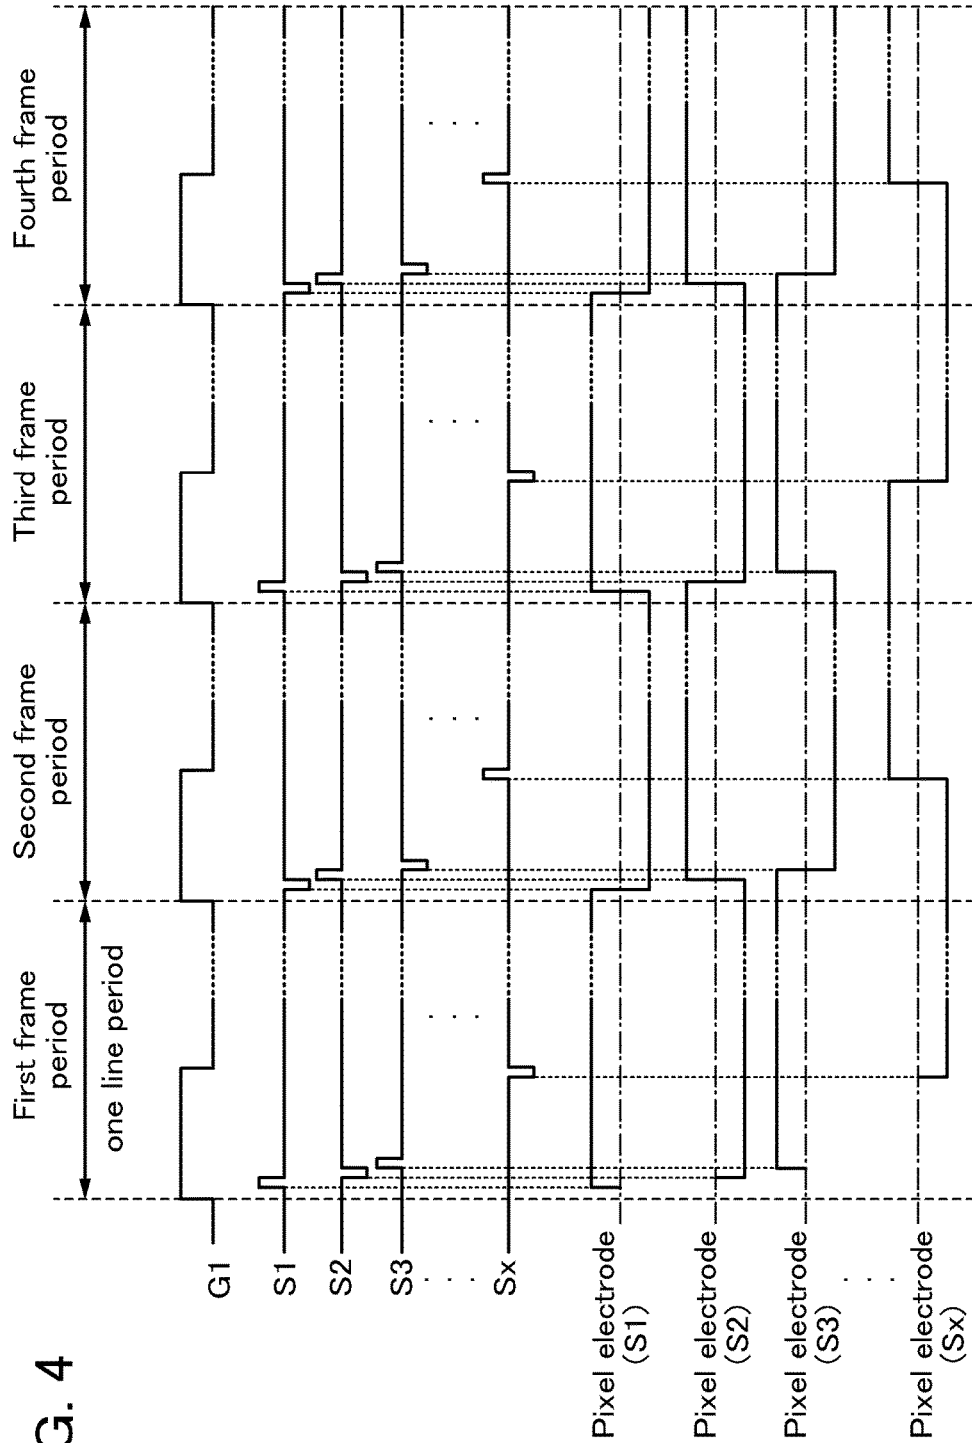 G. 4
First frame
period
Second frame
period
Third frame
period
Fourth frame
period
one line period
G1
S1
S2
S3
. . . .
Sx
. . .
. . .
. . .
. . .
Pixel electrode
(S1)
Pixel electrode
(S2)
Pixel electrode
(S3)
. . . .
Pixel electrode
(Sx)